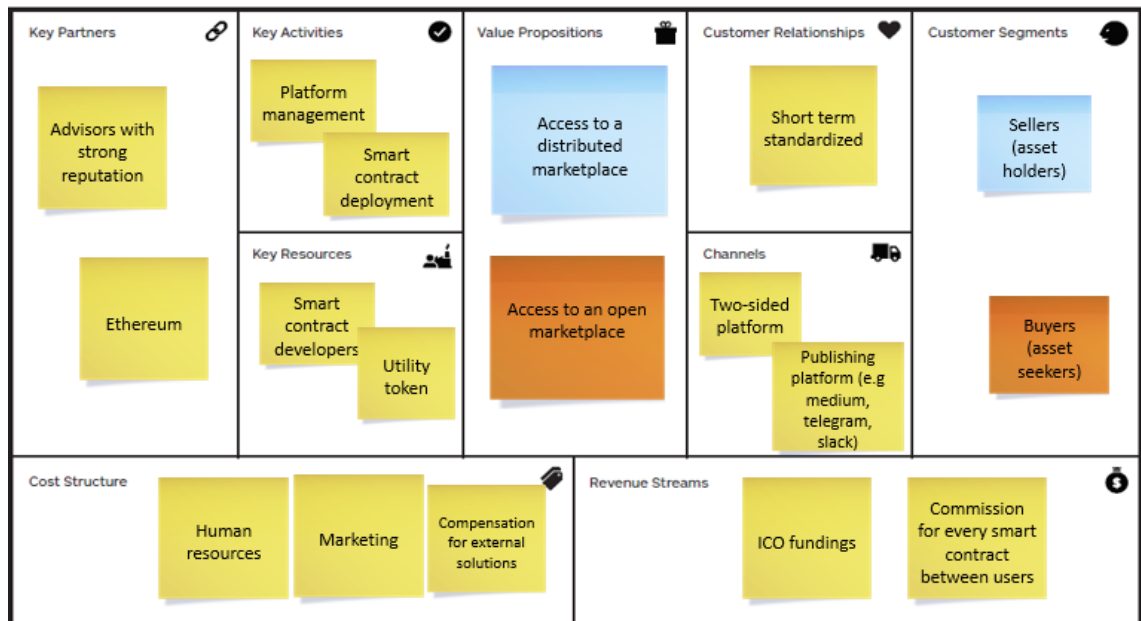 Key Partners
Advisors with
strong
reputation
Ethereum
Key Activities
Platform
management
Smart
contract
deployment
Key Resources
Smart
contract
developers
Utility
token
Value Propositions
Access to a
distributed
marketplace
Access to an open
marketplace
Customer Relationships
Short term
standardized
Channels
Two-sided
platform
Publishing
platform (e.g
medium,
telegram,
slack)
Customer Segments
Sellers
(asset
holders)
Buyers
(asset
seekers)
Cost Structure
Human
resources
Marketing
Compensation
for external
solutions
Revenue Streams
ICO fundings
Commission
for every smart
contract
between users
$